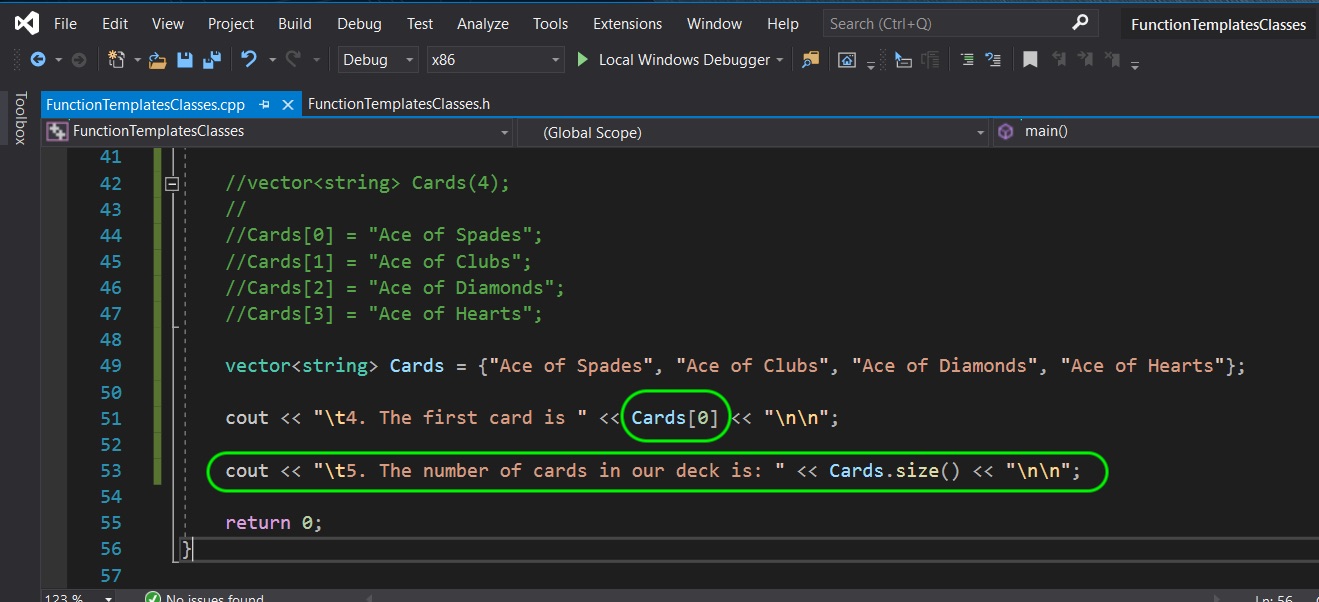 File Edit View Project Build Debug Test Analyze Tools Extensions Window Help Search (Ctrl+Q) FunctionTemplatesClasses
Debug x86 Local Windows Debugger
Toolbox
FunctionTemplatesClasses.cpp FunctionTemplatesClasses.h
FunctionTemplatesClasses (Global Scope) main()
41
42 //vector<string> Cards(4);
43 //
44 //Cards[0] = "Ace of Spades";
45 //Cards[1] = "Ace of Clubs";
46 //Cards[2] = "Ace of Diamonds";
47 //Cards[3] = "Ace of Hearts";
48
49 vector<string> Cards = {"Ace of Spades", "Ace of Clubs", "Ace of Diamonds", "Ace of Hearts"};
50
51 cout << "\t4. The first card is " << Cards[0] << "\n\n";
52
53 cout << "\t5. The number of cards in our deck is: " << Cards.size() << "\n\n";
54
55 return 0;
56 }
57
123 % No issues found Ln: 56